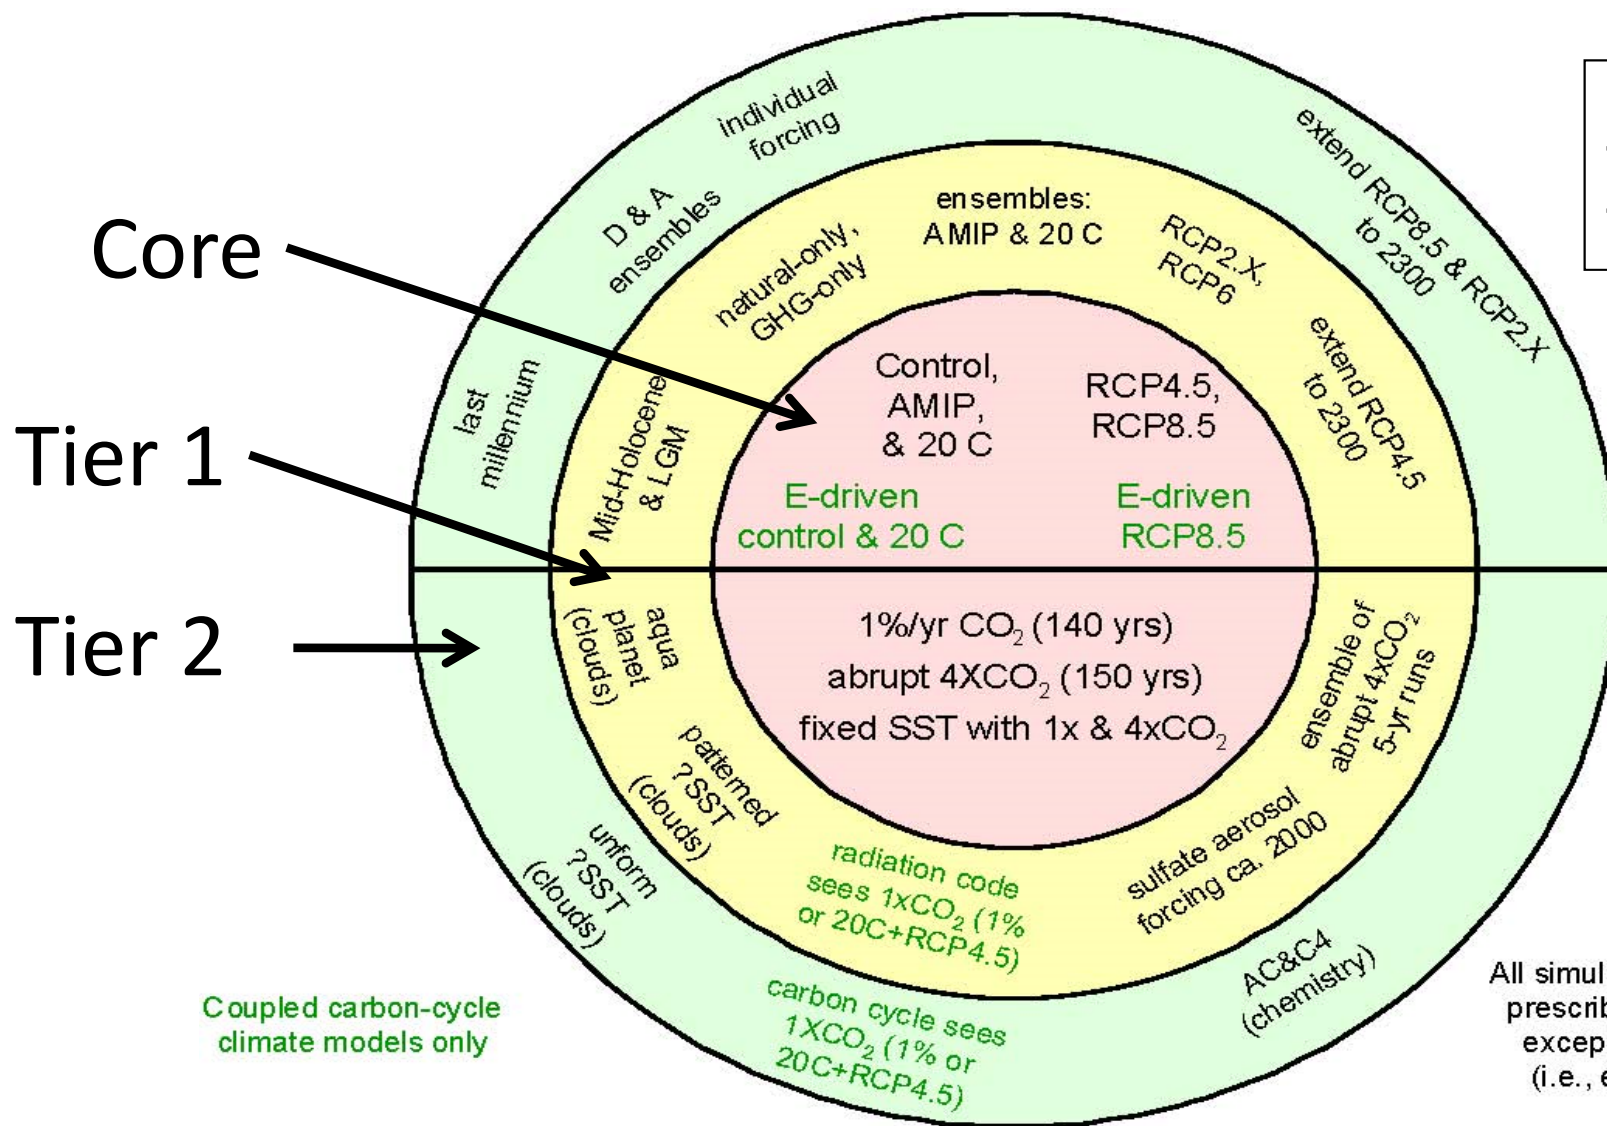 Core
Tier 1
Tier 2
individual
forcing
D & A
ensembles
last
millennium
extend RCP8.5 & RCP2.X
to 2300
ensembles:
AMIP & 20 C
natural-only,
GHG-only
RCP2.X,
RCP6
Mid-Holocene
& LGM
extend RCP4.5
to 2300
Control,
AMIP,
& 20 C
RCP4.5,
RCP8.5
E-driven
control & 20 C
E-driven
RCP8.5
1%/yr CO₂ (140 yrs)
abrupt 4XCO₂ (150 yrs)
fixed SST with 1x & 4xCO₂
aqua
planet
(clouds)
patterned
?SST
(clouds)
uniform
?SST
(clouds)
radiation code
sees 1xCO₂ (1%
or 20C+RCP4.5)
carbon cycle sees
1XCO₂ (1% or
20C+RCP4.5)
ensemble of
abrupt 4xCO₂
5-yr runs
sulfate aerosol
forcing ca. 2000
AC&C4
(chemistry)
Coupled carbon-cycle
climate models only
All simul
prescrib
excep
(i.e., e